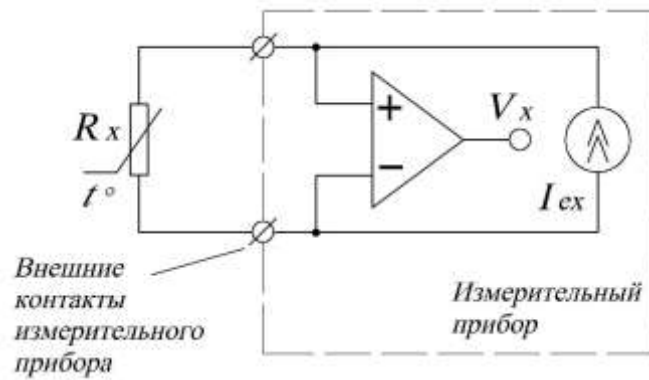 R x
t°
+
−
V x
I ex
Внешние
контакты
измерительного
прибора
Измерительный
прибор